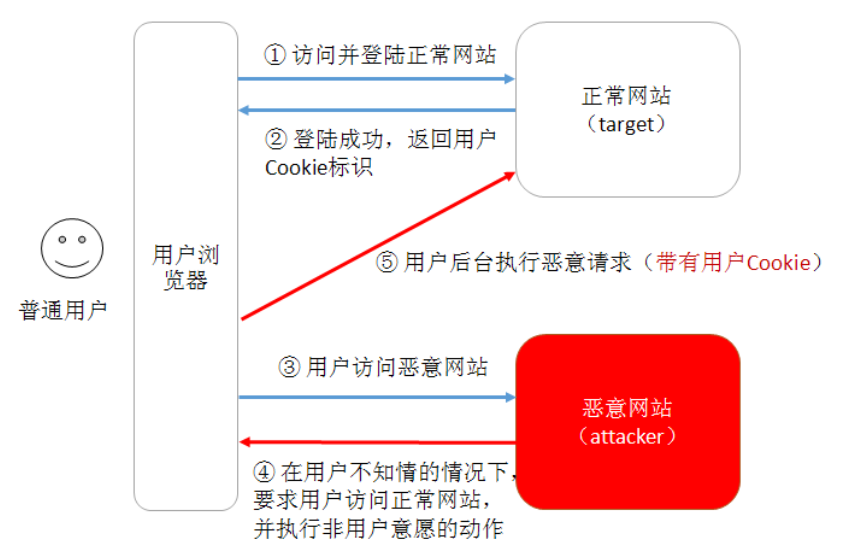 ① 访问并登陆正常网站
正常网站
（target）
② 登陆成功，返回用户
Cookie标识
用户浏
览器
普通用户
⑤ 用户后台执行恶意请求（带有用户Cookie）
③ 用户访问恶意网站
恶意网站
（attacker）
④ 在用户不知情的情况下，
要求用户访问正常网站，
并执行非用户意愿的动作